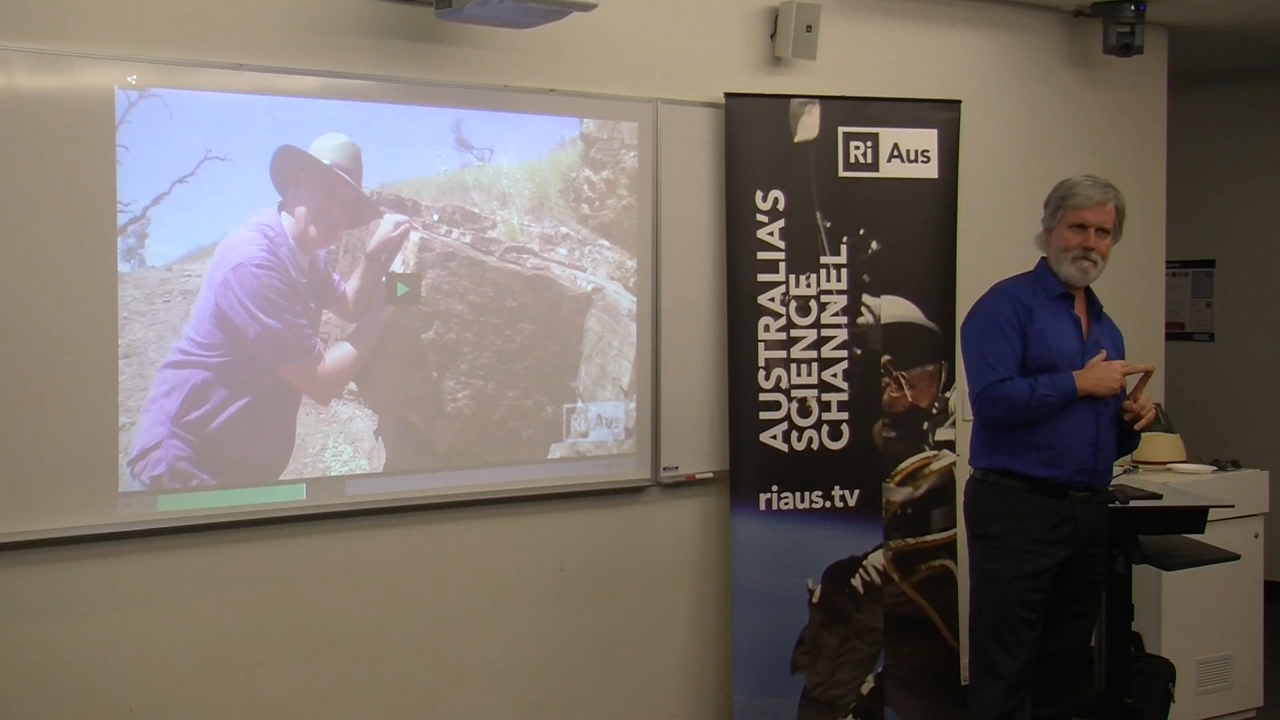 Ri Aus
Ri Aus
AUSTRALIA'S
SCIENCE
CHANNEL
riaus.tv